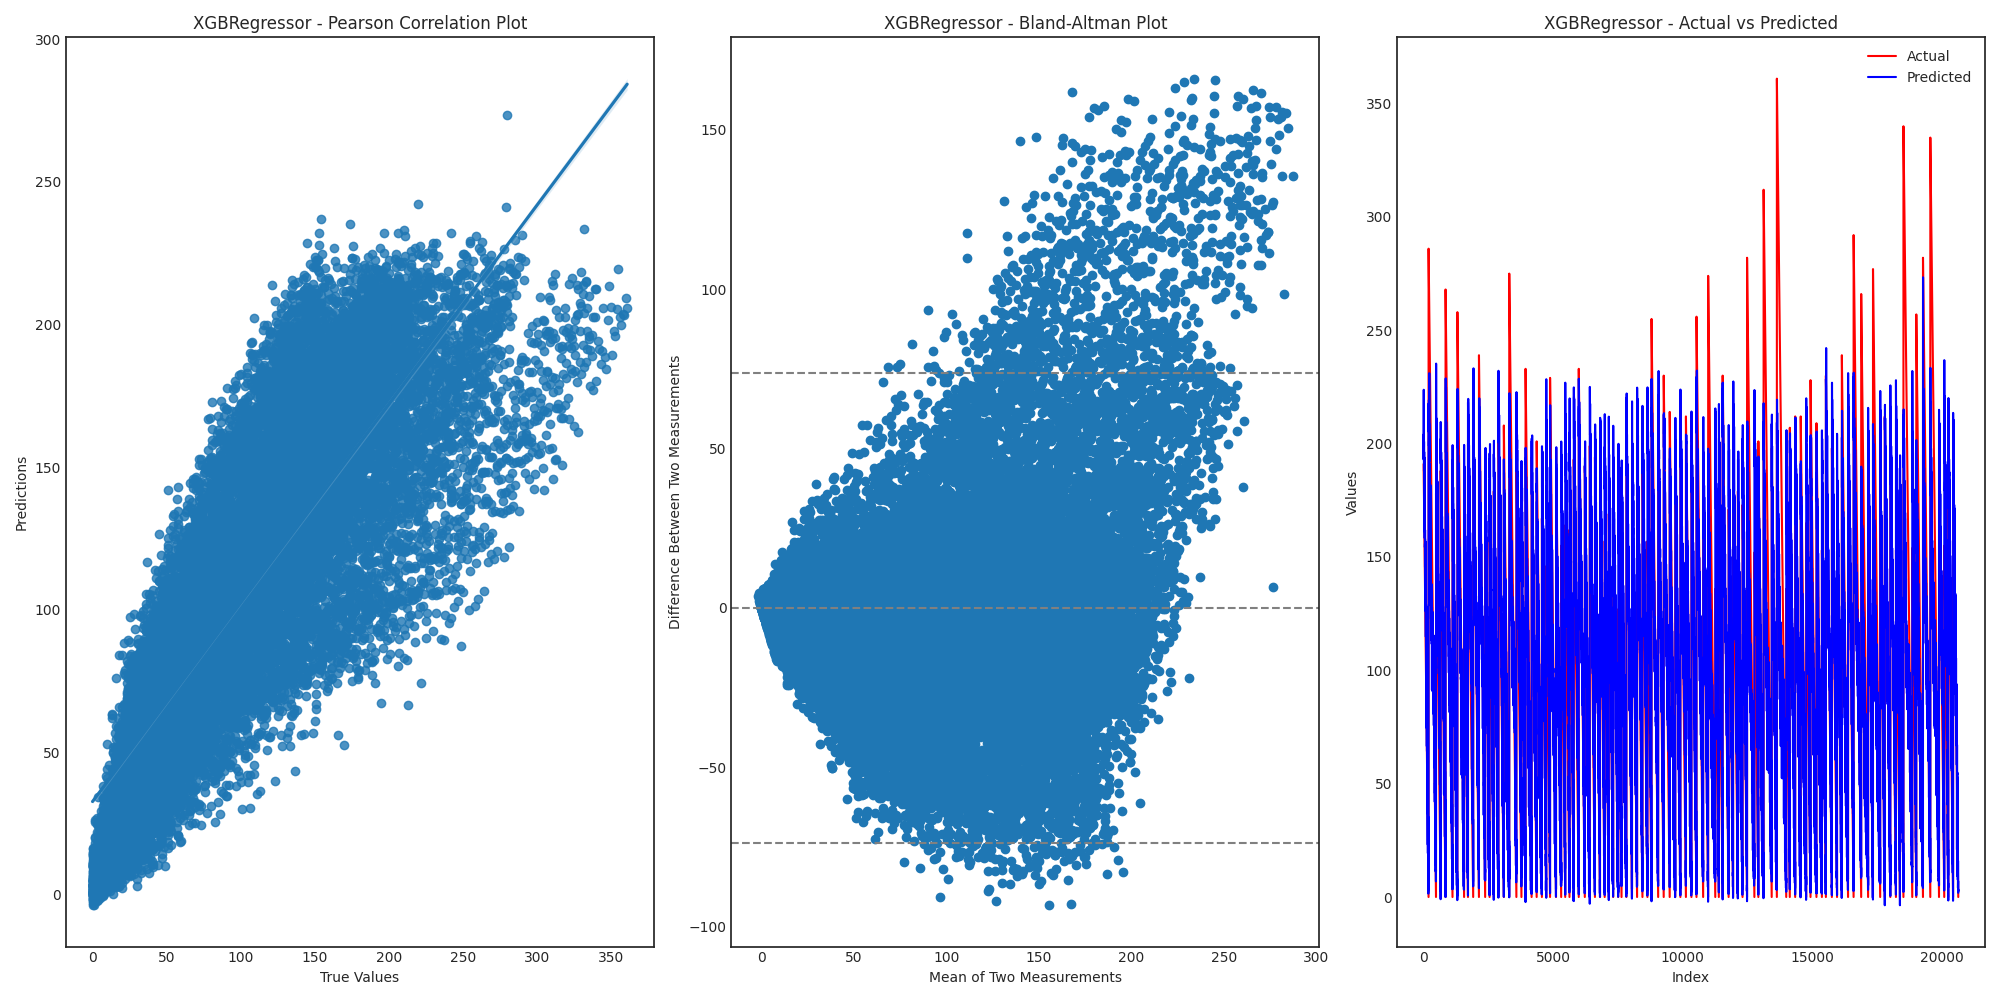 XGBRegressor - Pearson Correlation Plot
300
250
200
150
100
50
0
Predictions
0 50 100 150 200 250 300 350
True Values
XGBRegressor - Bland-Altman Plot
150
100
50
0
−50
−100
Difference Between Two Measurements
0 50 100 150 200 250 300
Mean of Two Measurements
XGBRegressor - Actual vs Predicted
Actual
Predicted
350
300
250
200
150
100
50
0
Values
0 5000 10000 15000 20000
Index